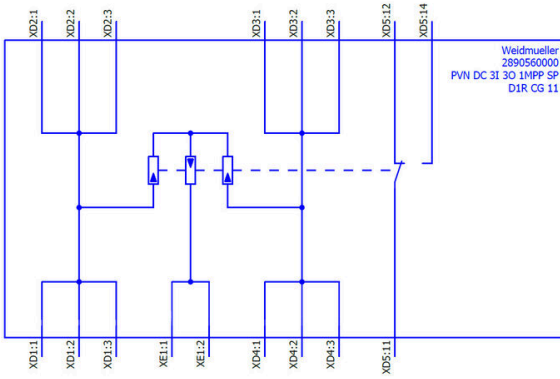 XD2:1
XD2:2
XD2:3
XD3:1
XD3:2
XD3:3
XD5:12
XD5:14
Weidmueller
2890560000
PVN DC 3I 3O 1MPP SP
D1R CG 11
XD1:1
XD1:2
XD1:3
XE1:1
XE1:2
XD4:1
XD4:2
XD4:3
XD5:11